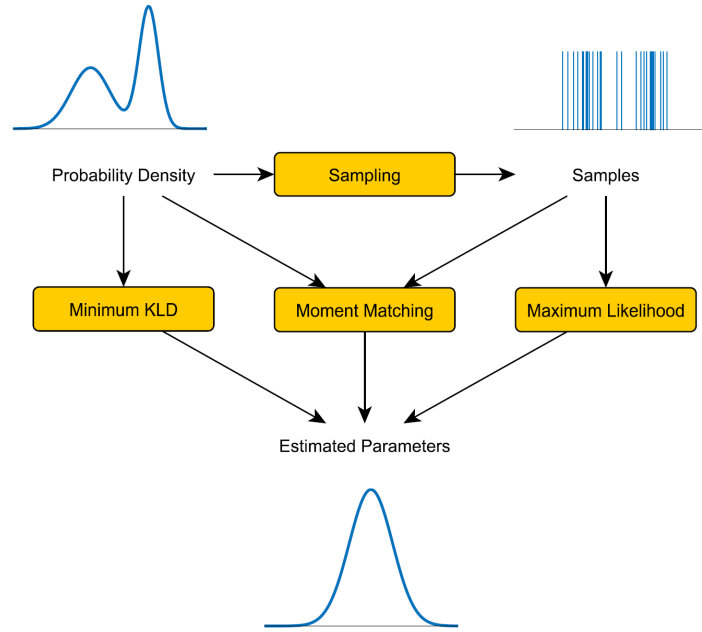 Probability Density
Sampling
Samples
Minimum KLD
Moment Matching
Maximum Likelihood
Estimated Parameters